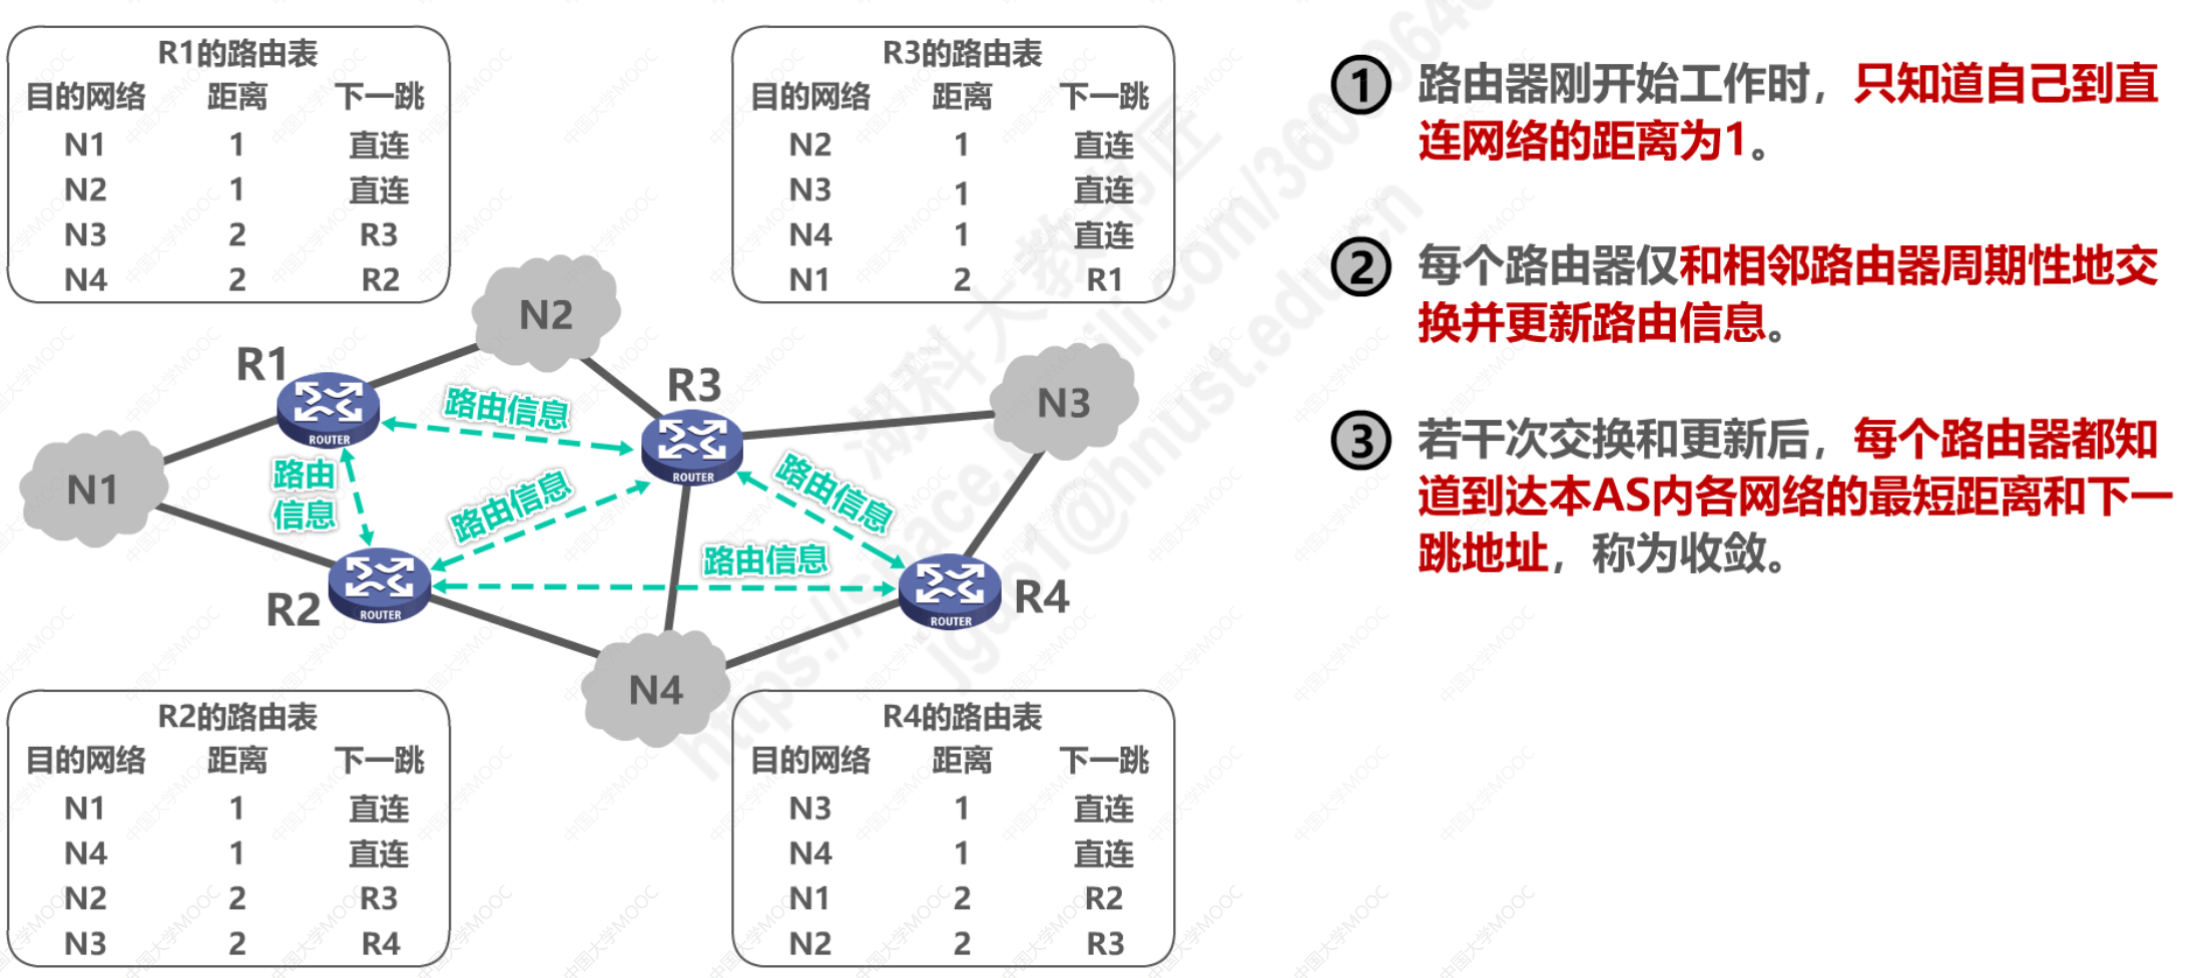 R1的路由表
目的网络 距离 下一跳
N1 1 直连
N2 1 直连
N3 2 R3
N4 2 R2
R3的路由表
目的网络 距离 下一跳
N2 1 直连
N3 1 直连
N4 1 直连
N1 2 R1
① 路由器刚开始工作时，只知道自己到直
连网络的距离为1。
② 每个路由器仅和相邻路由器周期性地交
换并更新路由信息。
③ 若干次交换和更新后，每个路由器都知
道到达本AS内各网络的最短距离和下一
跳地址，称为收敛。
N2
R1
ROUTER
路由信息
R3
ROUTER
N3
N1
路由
信息
路由信息
路由信息
路由信息
R2
ROUTER
R4
ROUTER
N4
R2的路由表
目的网络 距离 下一跳
N1 1 直连
N4 1 直连
N2 2 R3
N3 2 R4
R4的路由表
目的网络 距离 下一跳
N3 1 直连
N4 1 直连
N1 2 R2
N2 2 R3
中国大学MOOC